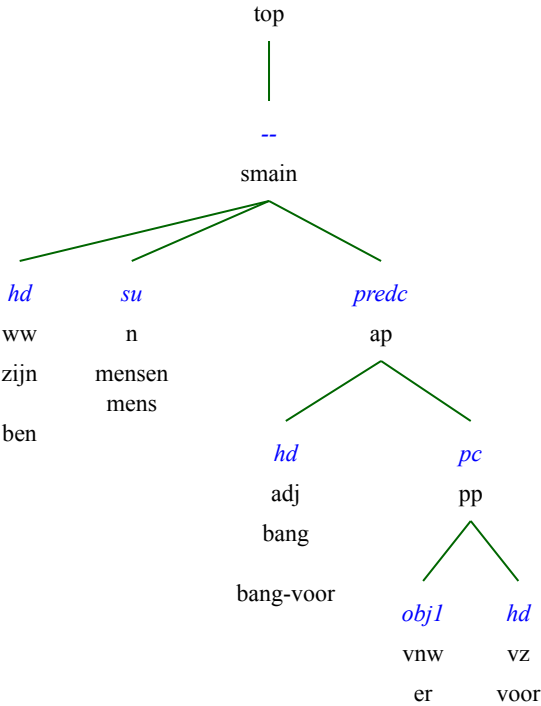 top
--
smain
hd su predc
ww n ap
zijn mensen
mens
ben
hd pc
adj pp
bang
bang-voor
obj1 hd
vnw vz
er voor